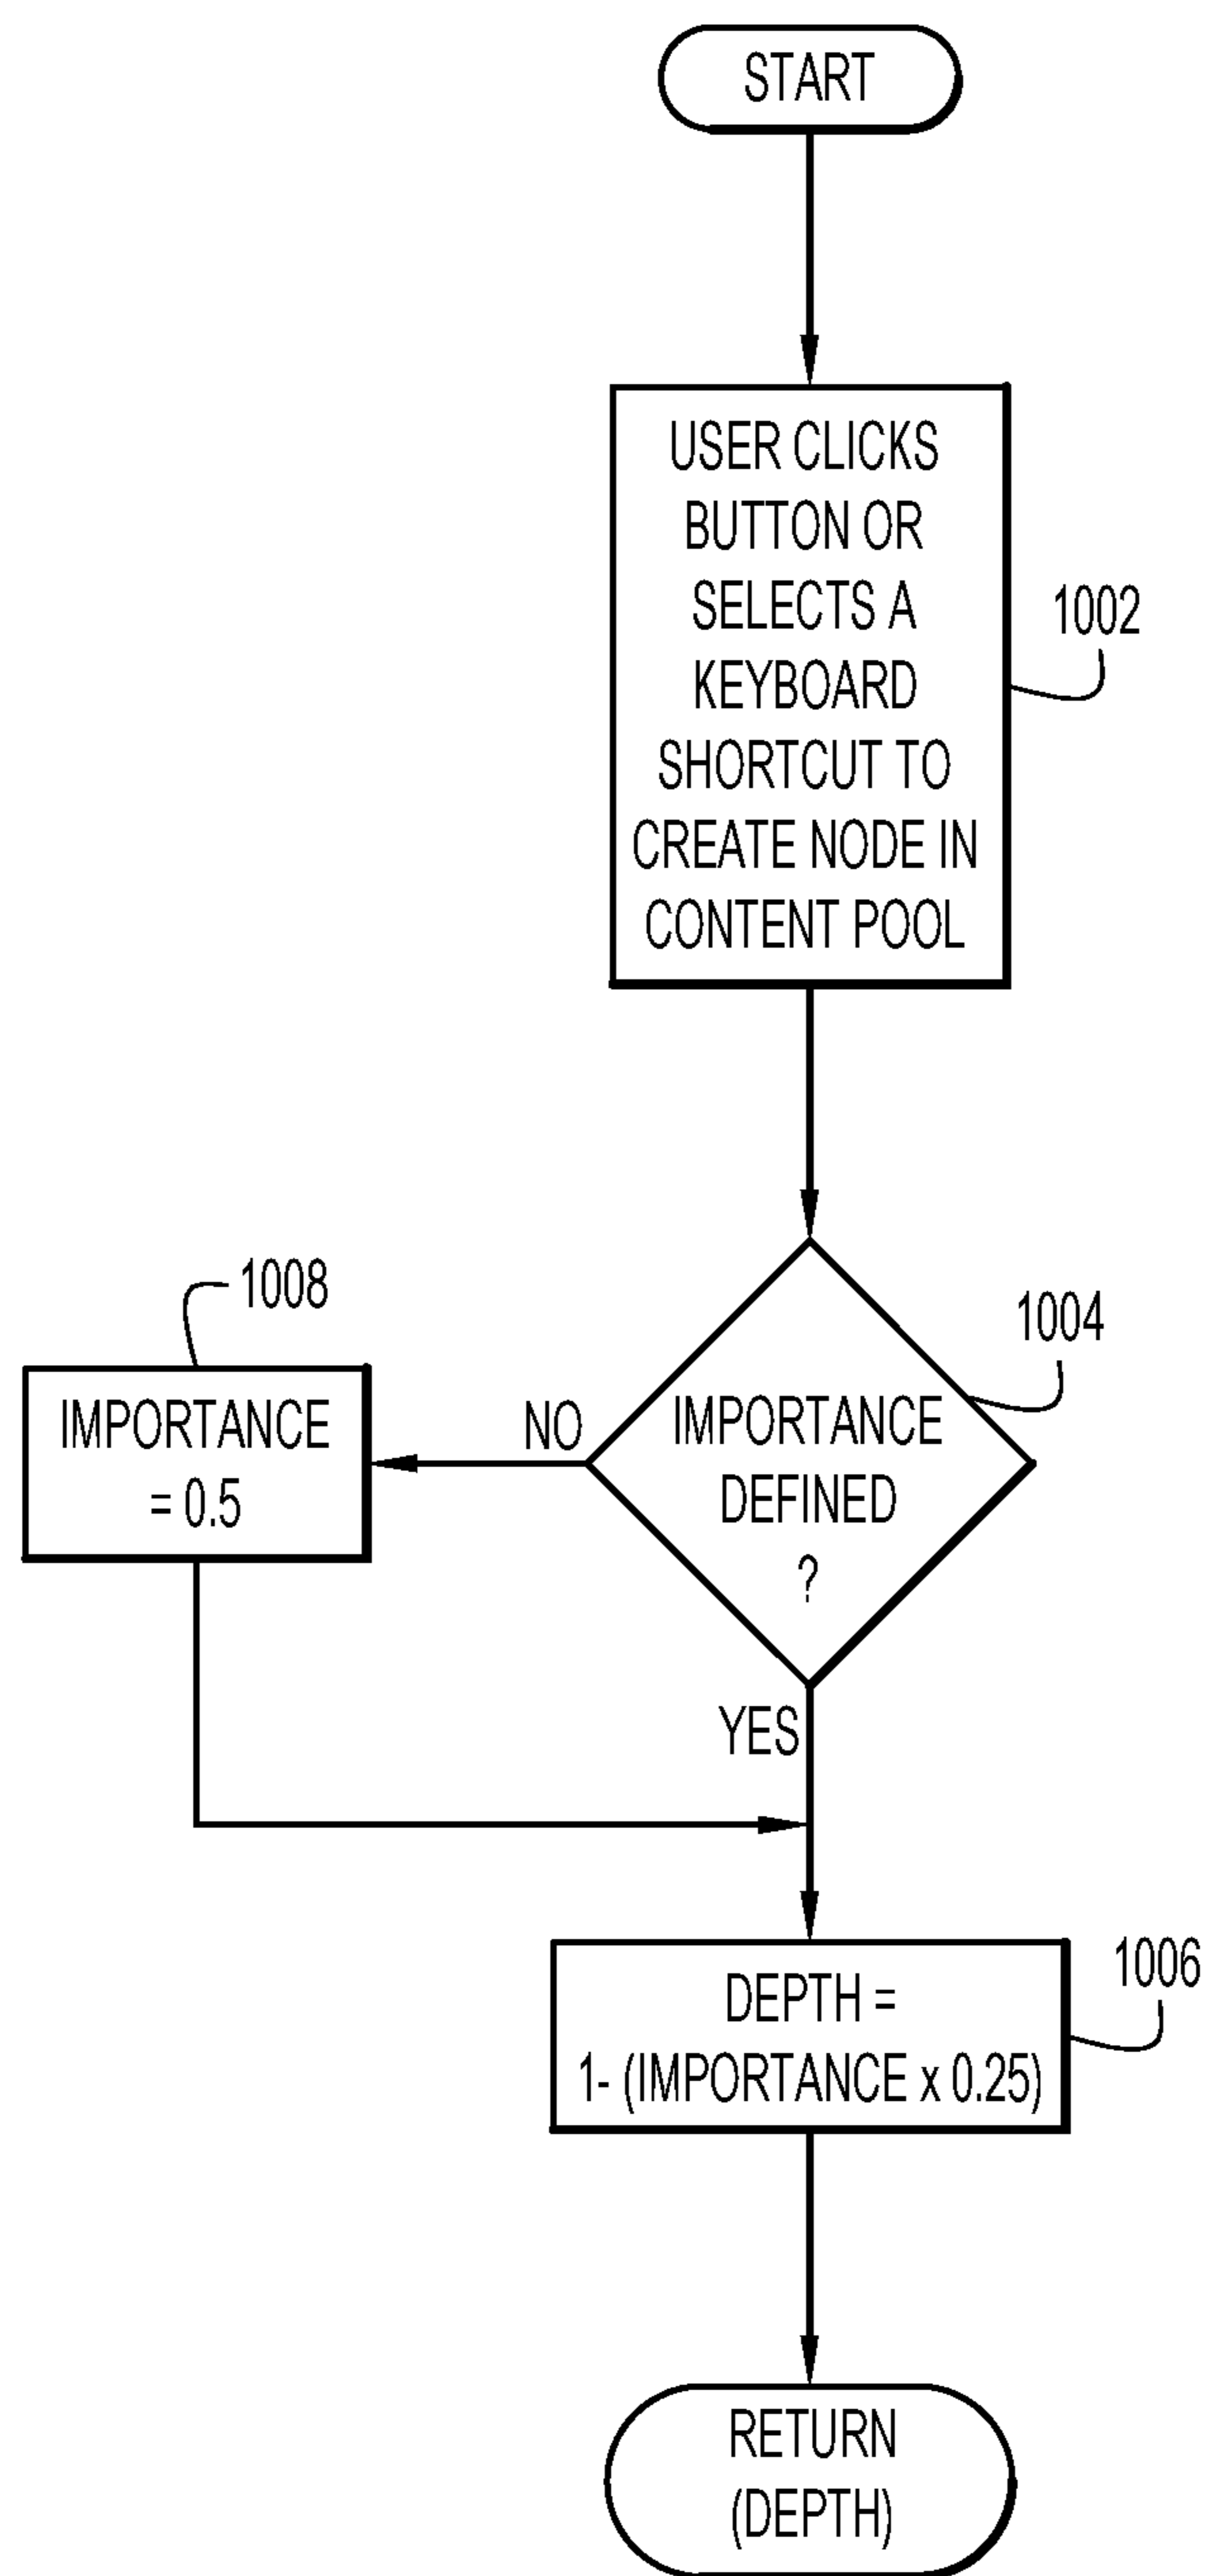 START
USER CLICKS
BUTTON OR
SELECTS A
KEYBOARD
SHORTCUT TO
CREATE NODE IN
CONTENT POOL
1002
1004
IMPORTANCE
DEFINED
?
NO
1008
IMPORTANCE
= 0.5
YES
1006
DEPTH =
1- (IMPORTANCE x 0.25)
RETURN
(DEPTH)